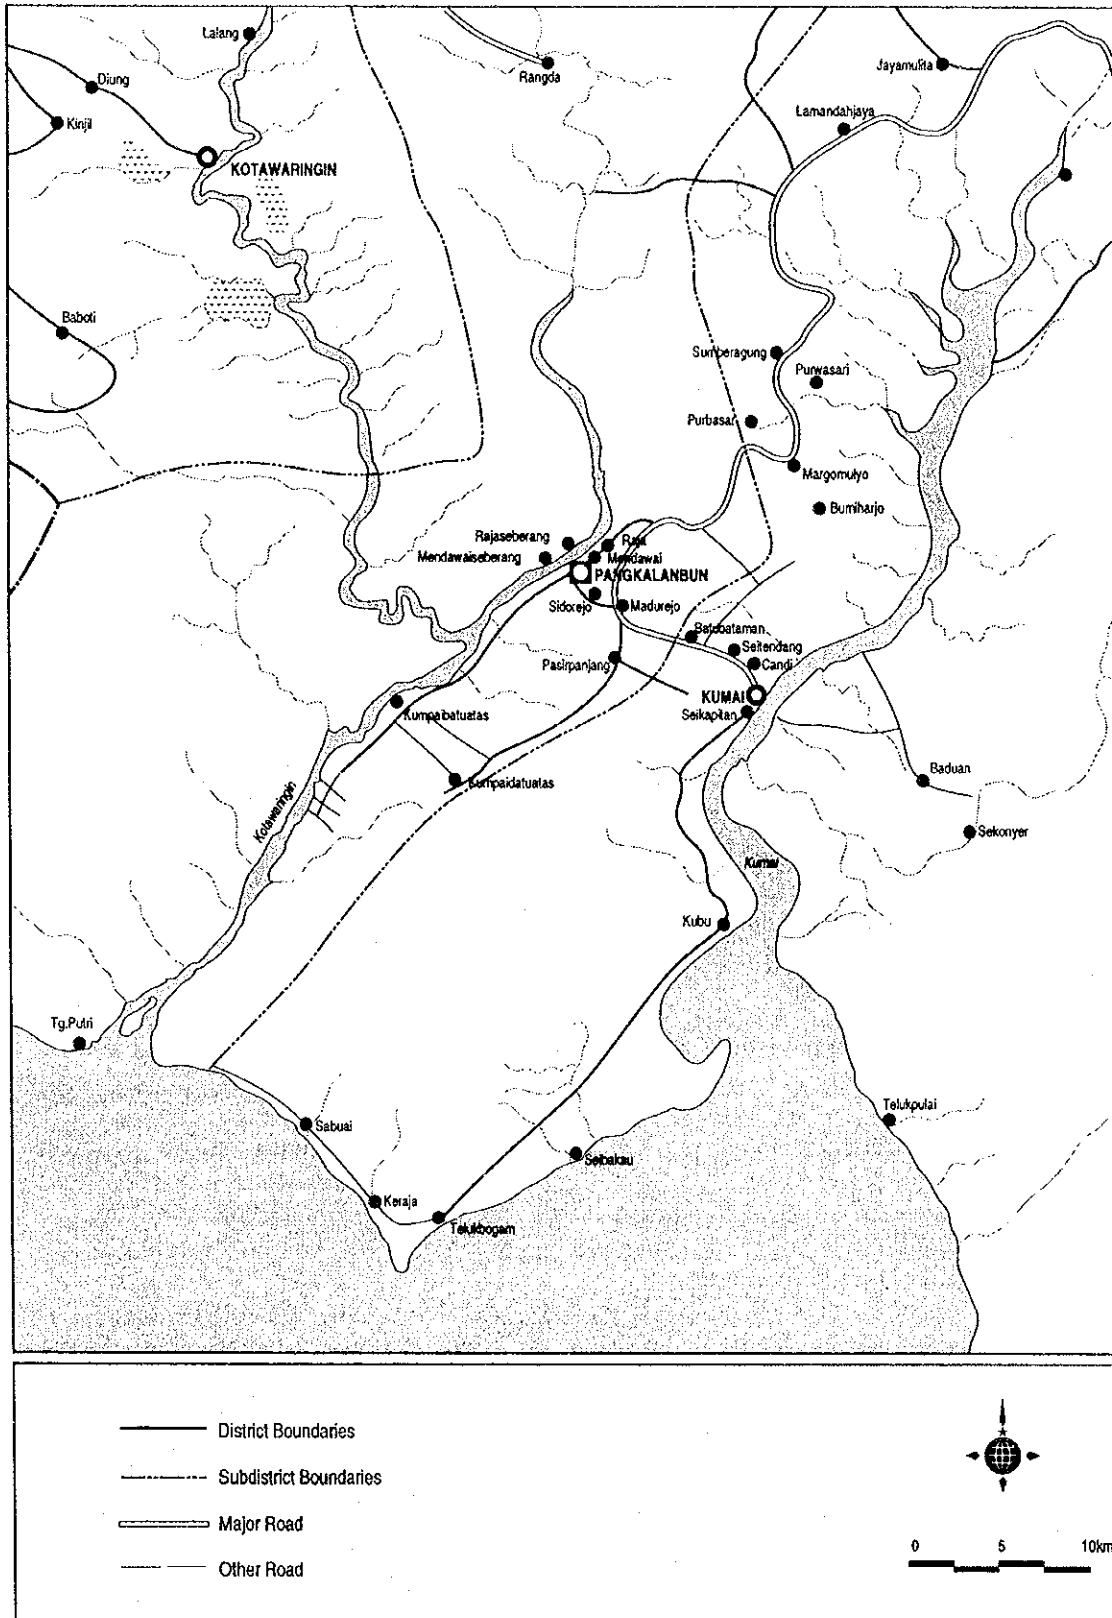 Lalang
Rangda
Jayamulita
Diung
Kinjil
Lamandahjaya
KOTAWARINGIN
Baboti
Sumberagung
Purwasari
Purbasar
Margomulyo
Bumiharjo
Rajaseberang
Raja
Mendawaiseberang
Mendawai
PANGKALANBUN
Sidorejo
Madurejo
Batubataman
Seitendang
Pasirpanjang
Candi
KUMAI
Seikapitan
Kumpaibatuatas
Kumpaidatuatas
Baduan
Kotawaringin
Sekonyer
Kumai
Kubu
Tg.Putri
Telukpulai
Sabuai
Seibakau
Keraja
Telukbogam
District Boundaries
Subdistrict Boundaries
Major Road
Other Road
0 5 10km